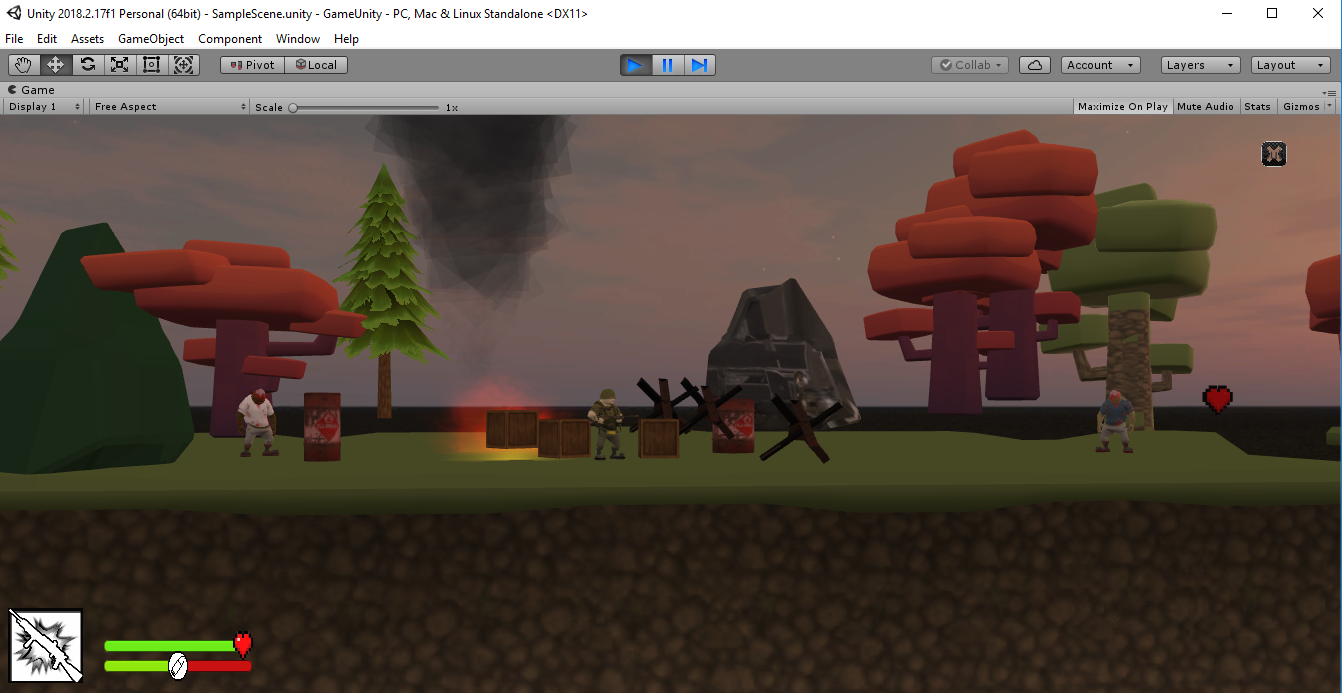 Unity 2018.2.17f1 Personal (64bit) - SampleScene.unity - GameUnity - PC, Mac & Linux Standalone <DX11>
File Edit Assets GameObject Component Window Help
Pivot Local Collab Account Layers Layout
Game
Display 1 Free Aspect Scale 1x Maximize On Play Mute Audio Stats Gizmos